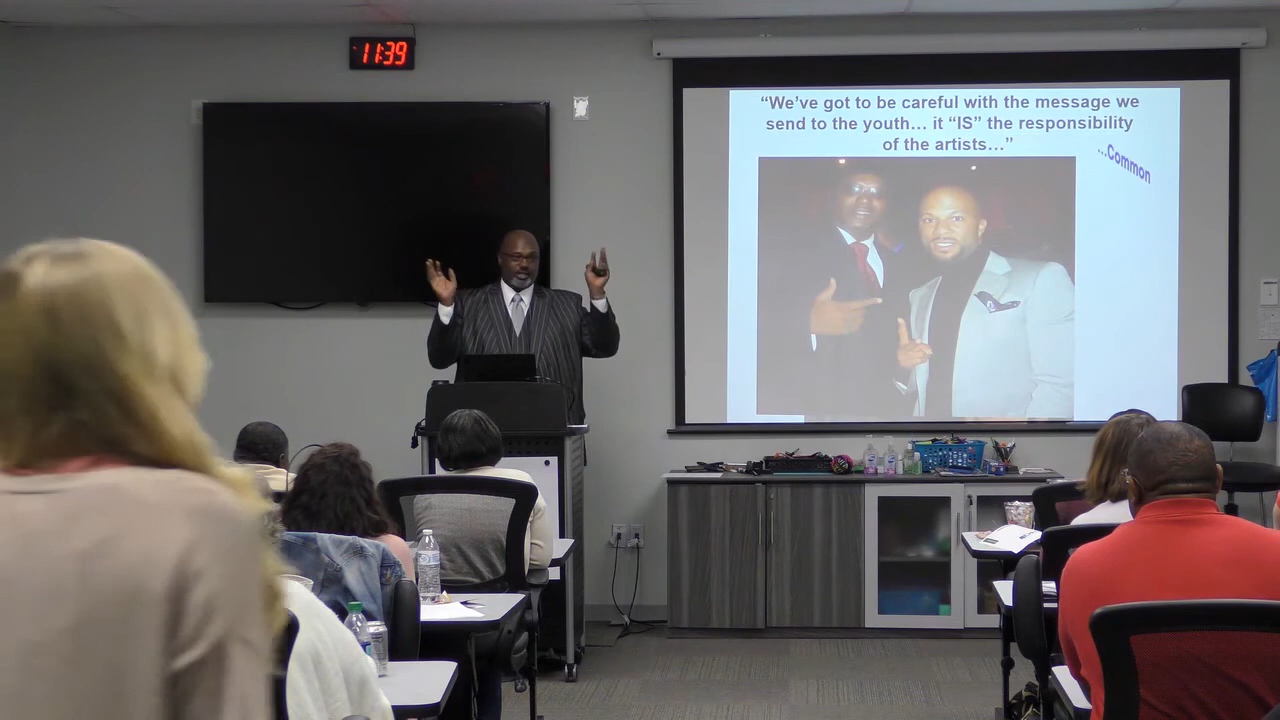 11:39
“We've got to be careful with the message we
send to the youth... it “IS” the responsibility
of the artists...”
...Common